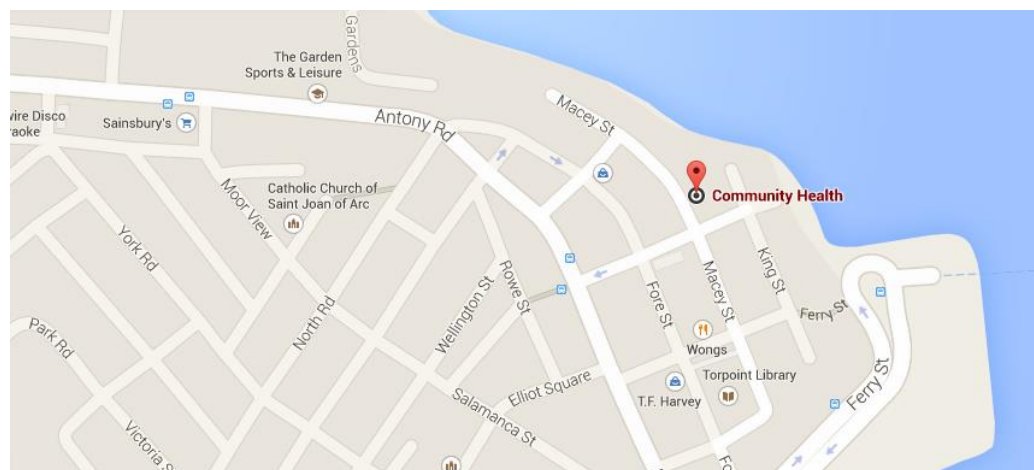 Gardens
The Garden
Sports & Leisure
Macey St
wire Disco
raoke
Sainsbury's
Antony Rd
Community Health
Catholic Church of
Saint Joan of Arc
Moor View
York Rd
King St
Rowe St
Macey St
Wellington St
Fore St
North Rd
Ferry St
Park Rd
Wongs
Torpoint Library
Elliot Square
T.F. Harvey
Ferry St
Salamanca St
Victoria S
Fo